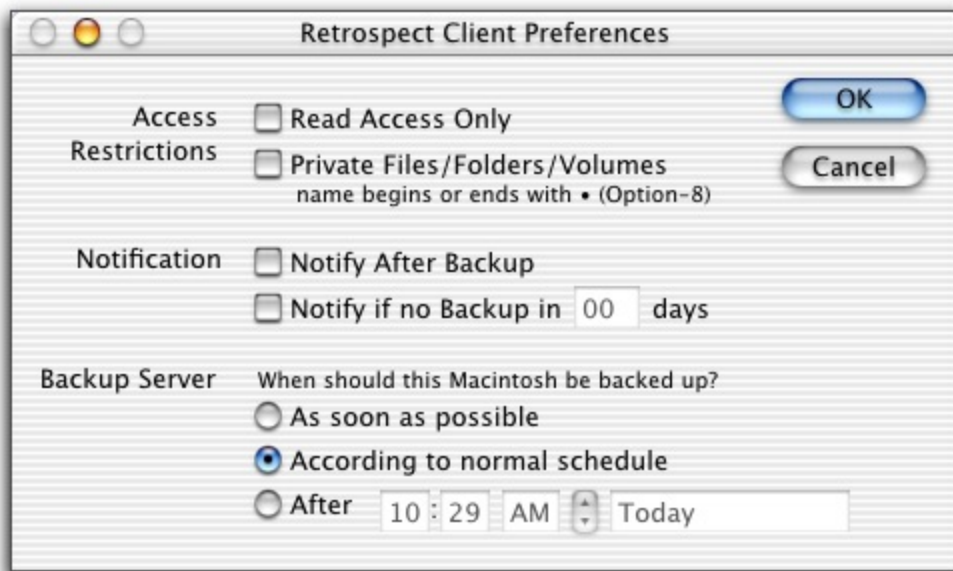 Retrospect Client Preferences
Access Restrictions
Read Access Only
Private Files/Folders/Volumes
name begins or ends with • (Option-8)
OK
Cancel
Notification
Notify After Backup
Notify if no Backup in 00 days
Backup Server
When should this Macintosh be backed up?
As soon as possible
According to normal schedule
After 10 : 29 AM Today